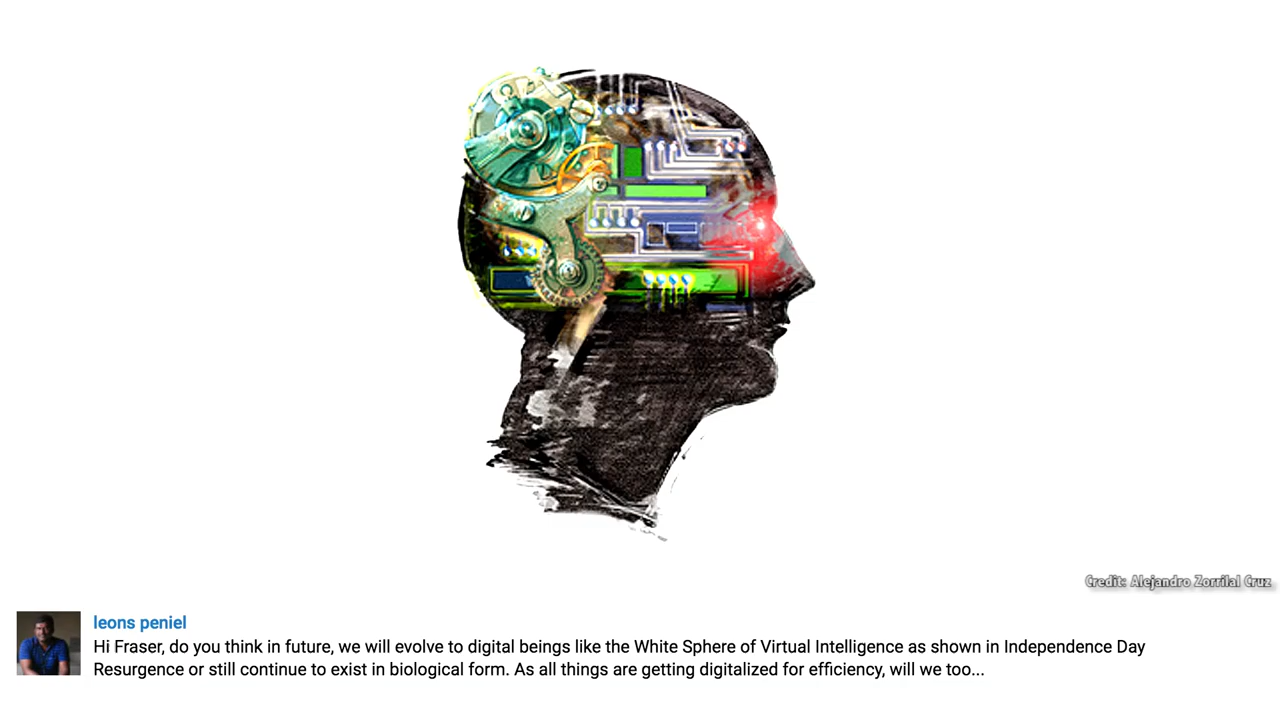 Credit: Alejandro Zorrilal Cruz
leons peniel
Hi Fraser, do you think in future, we will evolve to digital beings like the White Sphere of Virtual Intelligence as shown in Independence Day
Resurgence or still continue to exist in biological form. As all things are getting digitalized for efficiency, will we too...